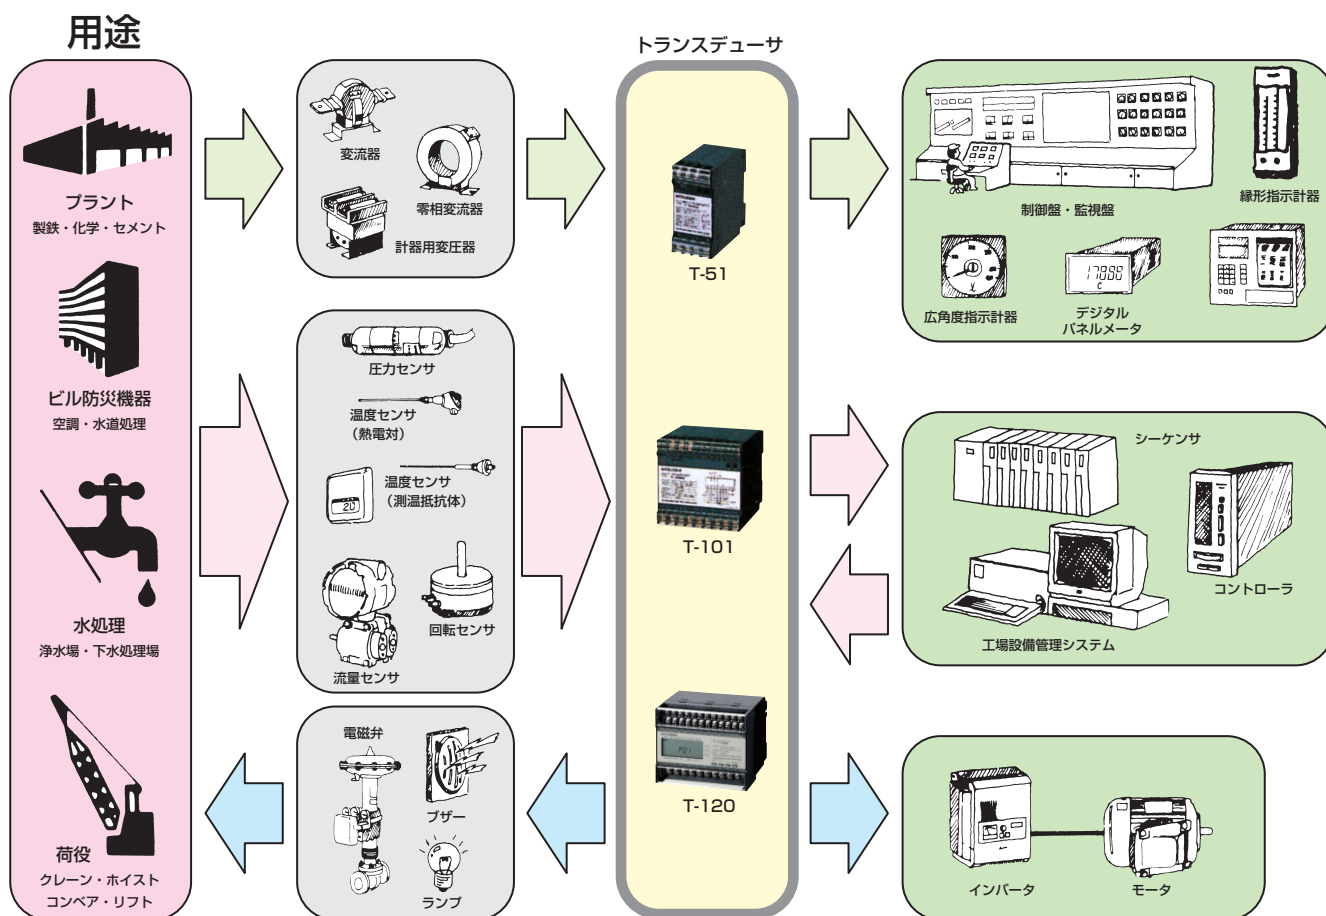 用途
プラント
製鉄・化学・セメント
ビル防災機器
空調・水道処理
水処理
浄水場・下水処理場
荷役
クレーン・ホイスト
コンベア・リフト
変流器
零相変流器
計器用変圧器
圧力センサ
温度センサ
(熱電対)
温度センサ
(測温抵抗体)
20
回転センサ
流量センサ
電磁弁
ブザー
ランプ
トランスデューサ
T-51
T-101
T-120
制御盤・監視盤
縁形指示計器
広角度指示計器
デジタル
パネルメータ
シーケンサ
コントローラ
工場設備管理システム
インバータ
モータ